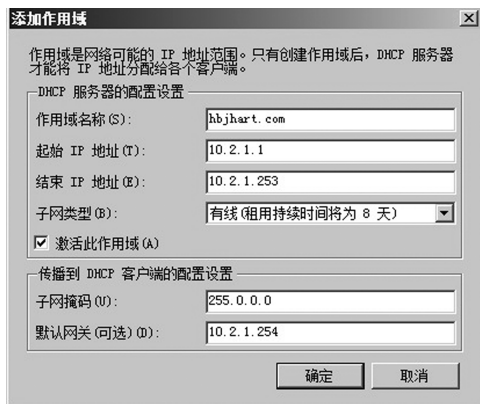 添加作用域
作用域是网络可能的 IP 地址范围。只有创建作用域后，DHCP 服务器
才能将 IP 地址分配给各个客户端。
DHCP 服务器的配置设置
作用域名称(S): hbjhart.com
起始 IP 地址(T): 10.2.1.1
结束 IP 地址(E): 10.2.1.253
子网类型(B): 有线(租用持续时间将为 8 天)
激活此作用域(A)
传播到 DHCP 客户端的配置设置
子网掩码(U): 255.0.0.0
默认网关(可选)(D): 10.2.1.254
确定 取消